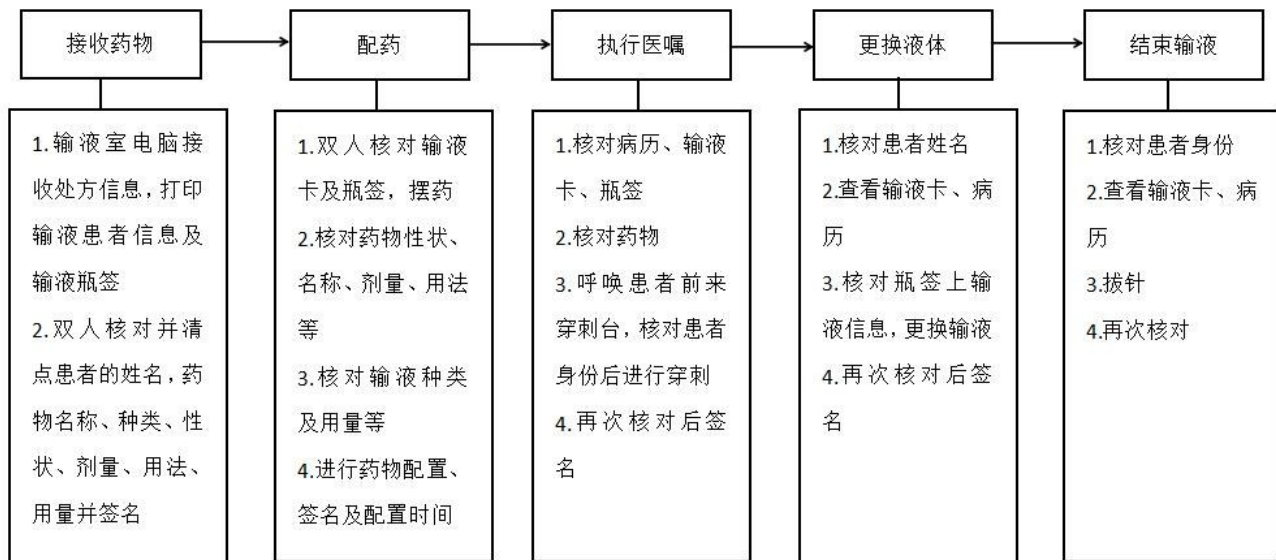 接收药物
配药
执行医嘱
更换液体
结束输液
1.输液室电脑接
收处方信息，打印
输液患者信息及
输液瓶签
2.双人核对并清
点患者的姓名，药
物名称、种类、性
状、剂量、用法、
用量并签名
1.双人核对输液
卡及瓶签，摆药
2.核对药物性状、
名称、剂量、用法
等
3.核对输液种类
及用量等
4.进行药物配置、
签名及配置时间
1.核对病历、输液
卡、瓶签
2.核对药物
3.呼唤患者前来
穿刺台，核对患者
身份后进行穿刺
4.再次核对后签
名
1.核对患者姓名
2.查看输液卡、病
历
3.核对瓶签上输
液信息，更换输液
4.再次核对后签
名
1.核对患者身份
2.查看输液卡、病
历
3.拔针
4.再次核对